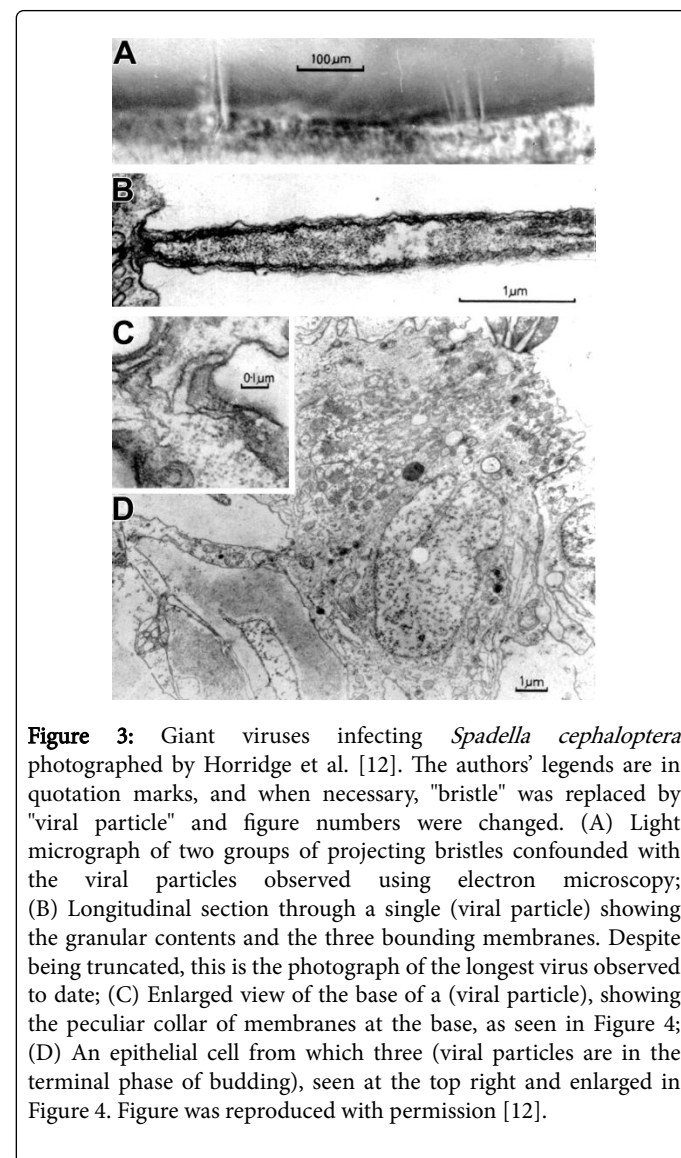 A
100µm
B
1µm
C
0·1µm
D
1µm
Figure 3: Giant viruses infecting Spadella cephaloptera
photographed by Horridge et al. [12]. The authors’ legends are in
quotation marks, and when necessary, "bristle" was replaced by
"viral particle" and figure numbers were changed. (A) Light
micrograph of two groups of projecting bristles confounded with
the viral particles observed using electron microscopy;
(B) Longitudinal section through a single (viral particle) showing
the granular contents and the three bounding membranes. Despite
being truncated, this is the photograph of the longest virus observed
to date; (C) Enlarged view of the base of a (viral particle), showing
the peculiar collar of membranes at the base, as seen in Figure 4;
(D) An epithelial cell from which three (viral particles are in the
terminal phase of budding), seen at the top right and enlarged in
Figure 4. Figure was reproduced with permission [12].